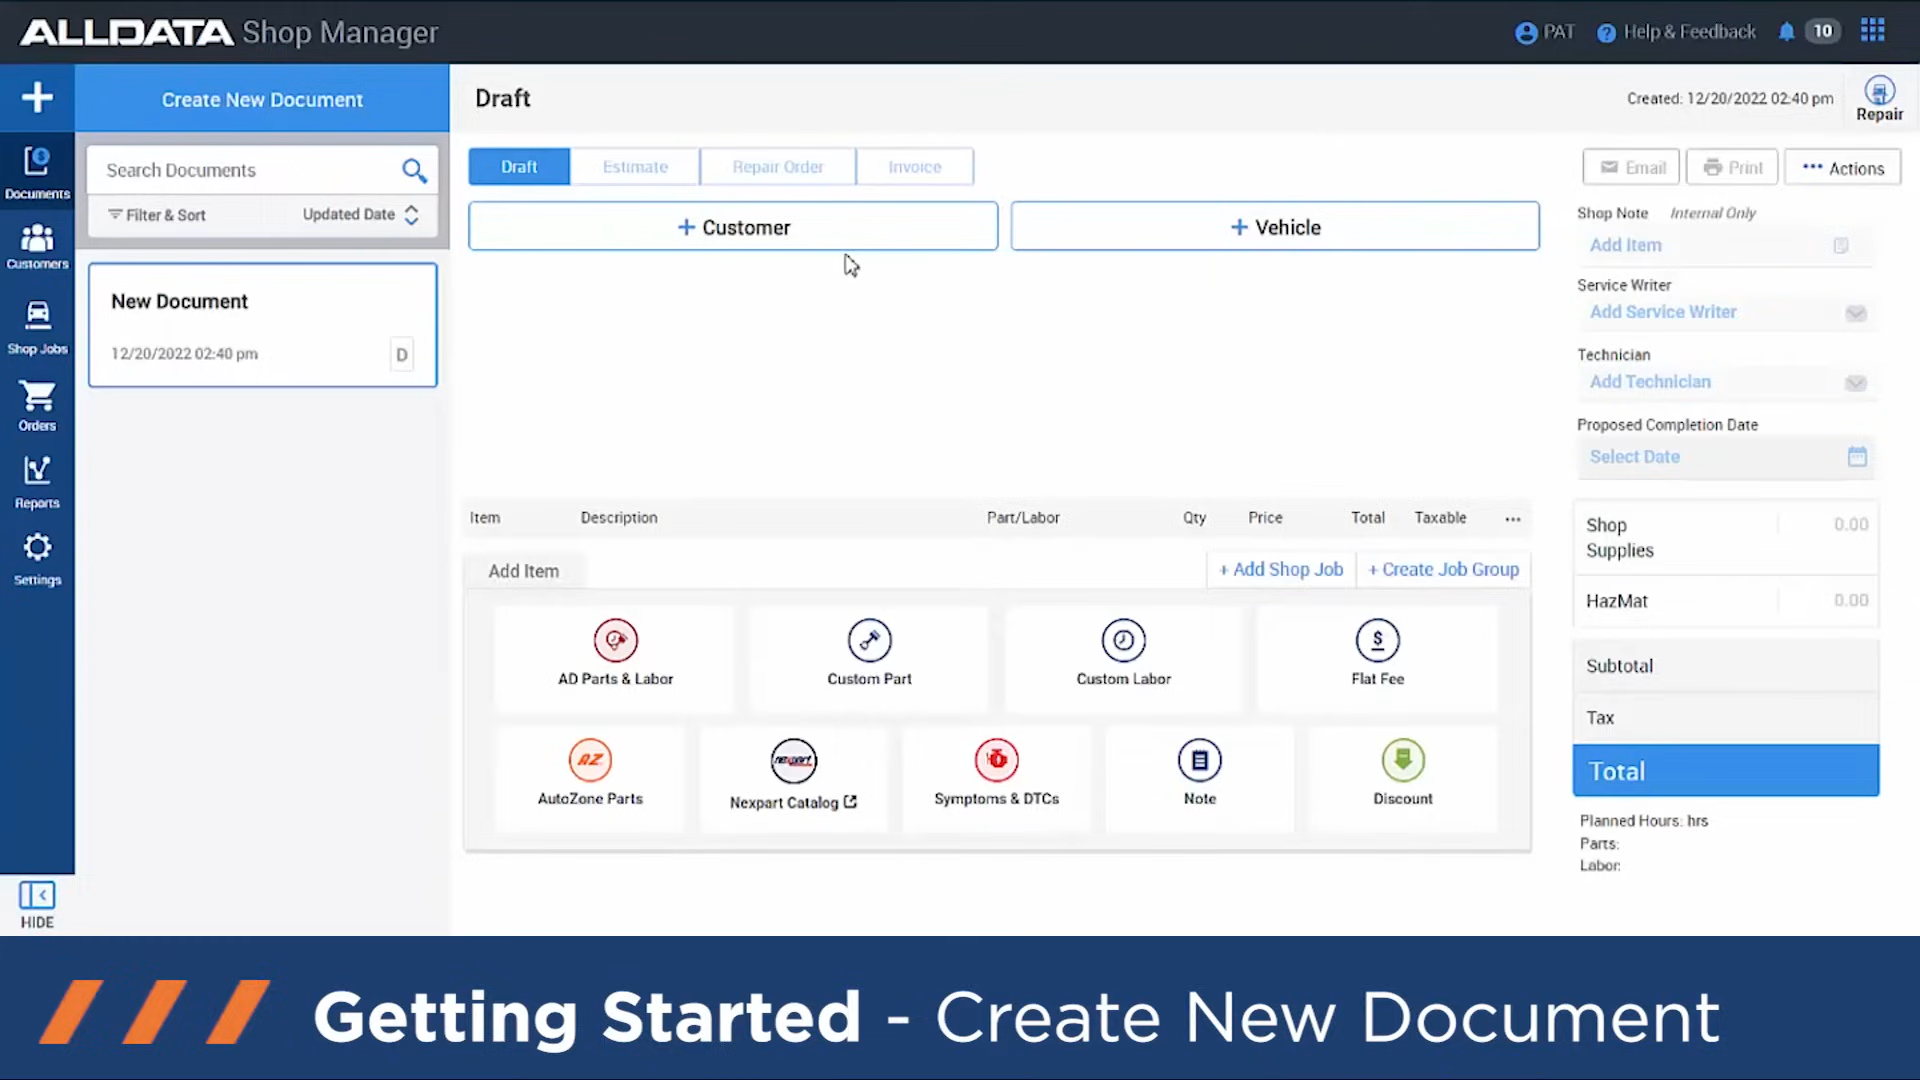 ALLDATA Shop Manager
PAT
Help & Feedback
10
Create New Document
Draft
Created: 12/20/2022 02:40 pm
Repair
Documents
Customers
Shop Jobs
Orders
Reports
Settings
HIDE
Search Documents
Filter & Sort
Updated Date
New Document
12/20/2022 02:40 pm
D
Draft
Estimate
Repair Order
Invoice
Email
Print
Actions
+ Customer
+ Vehicle
Shop Note Internal Only
Add Item
Service Writer
Add Service Writer
Technician
Add Technician
Proposed Completion Date
Select Date
Item Description Part/Labor Qty Price Total Taxable ...
Add Item
+ Add Shop Job
+ Create Job Group
AD Parts & Labor
Custom Part
Custom Labor
$
Flat Fee
AZ
AutoZone Parts
nexpart
Nexpart Catalog
Symptoms & DTCs
Note
Discount
Shop
Supplies
0.00
HazMat 0.00
Subtotal
Tax
Total
Planned Hours: hrs
Parts:
Labor:
Getting Started - Create New Document